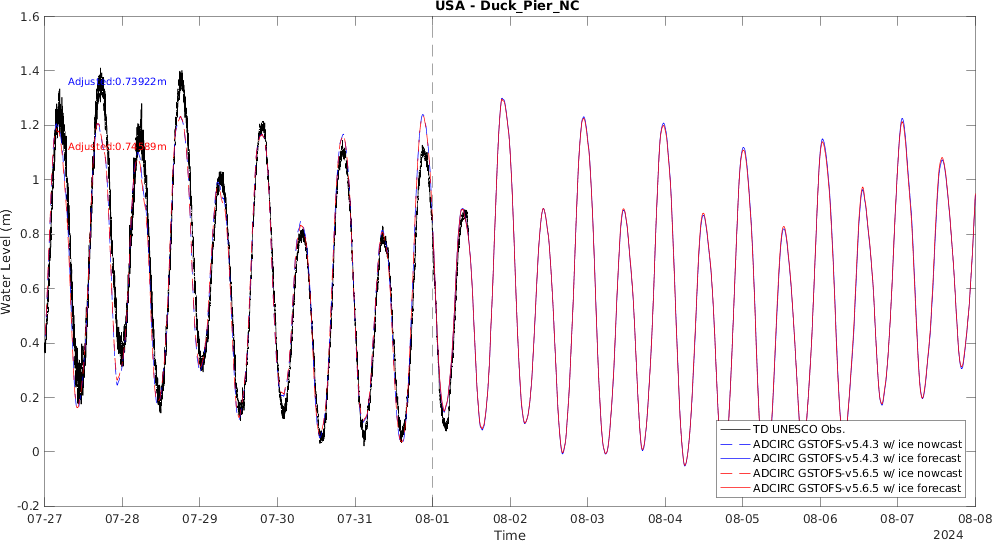 USA - Duck_Pier_NC
1.6
1.4
1.2
1
0.8
0.6
0.4
0.2
0
-0.2
Water Level (m)
Adjusted:0.73922m
TD UNESCO Obs.
ADCIRC GSTOFS-v5.4.3 w/ ice nowcast
ADCIRC GSTOFS-v5.4.3 w/ ice forecast
ADCIRC GSTOFS-v5.6.5 w/ ice nowcast
ADCIRC GSTOFS-v5.6.5 w/ ice forecast
07-27 07-28 07-29 07-30 07-31 08-01 08-02 08-03 08-04 08-05 08-06 08-07 08-08
Time
2024